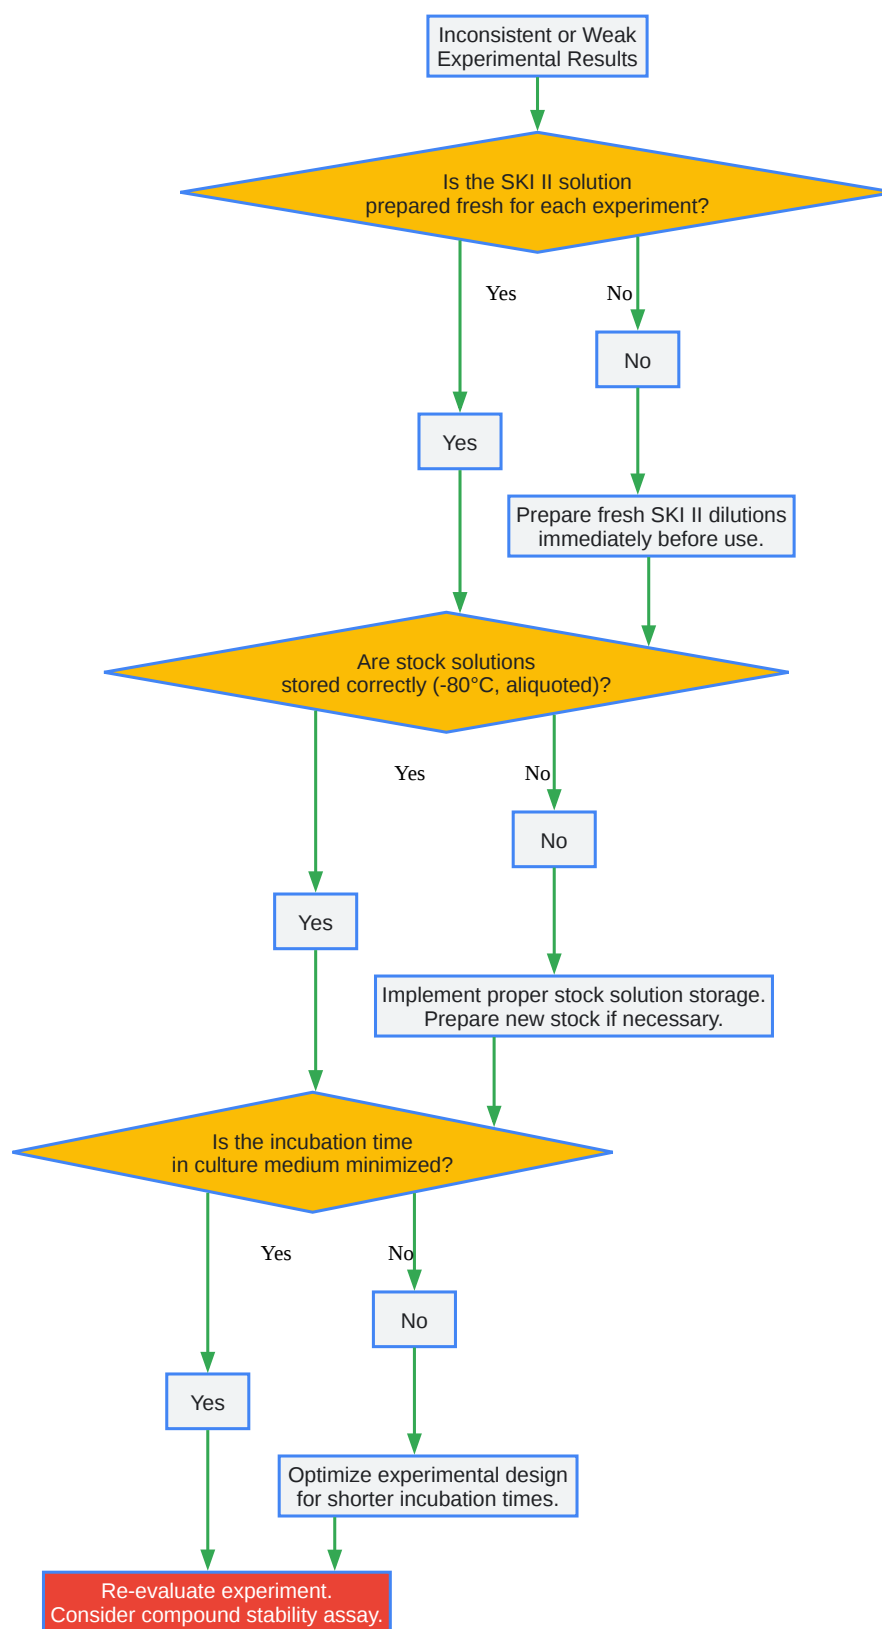 Inconsistent or Weak
Experimental Results
Is the SKI II solution
prepared fresh for each experiment?
Yes
No
No
Yes
Prepare fresh SKI II dilutions
immediately before use.
Are stock solutions
stored correctly (-80°C, aliquoted)?
Yes
No
No
Yes
Implement proper stock solution storage.
Prepare new stock if necessary.
Is the incubation time
in culture medium minimized?
Yes
No
No
Yes
Optimize experimental design
for shorter incubation times.
Re-evaluate experiment.
Consider compound stability assay.